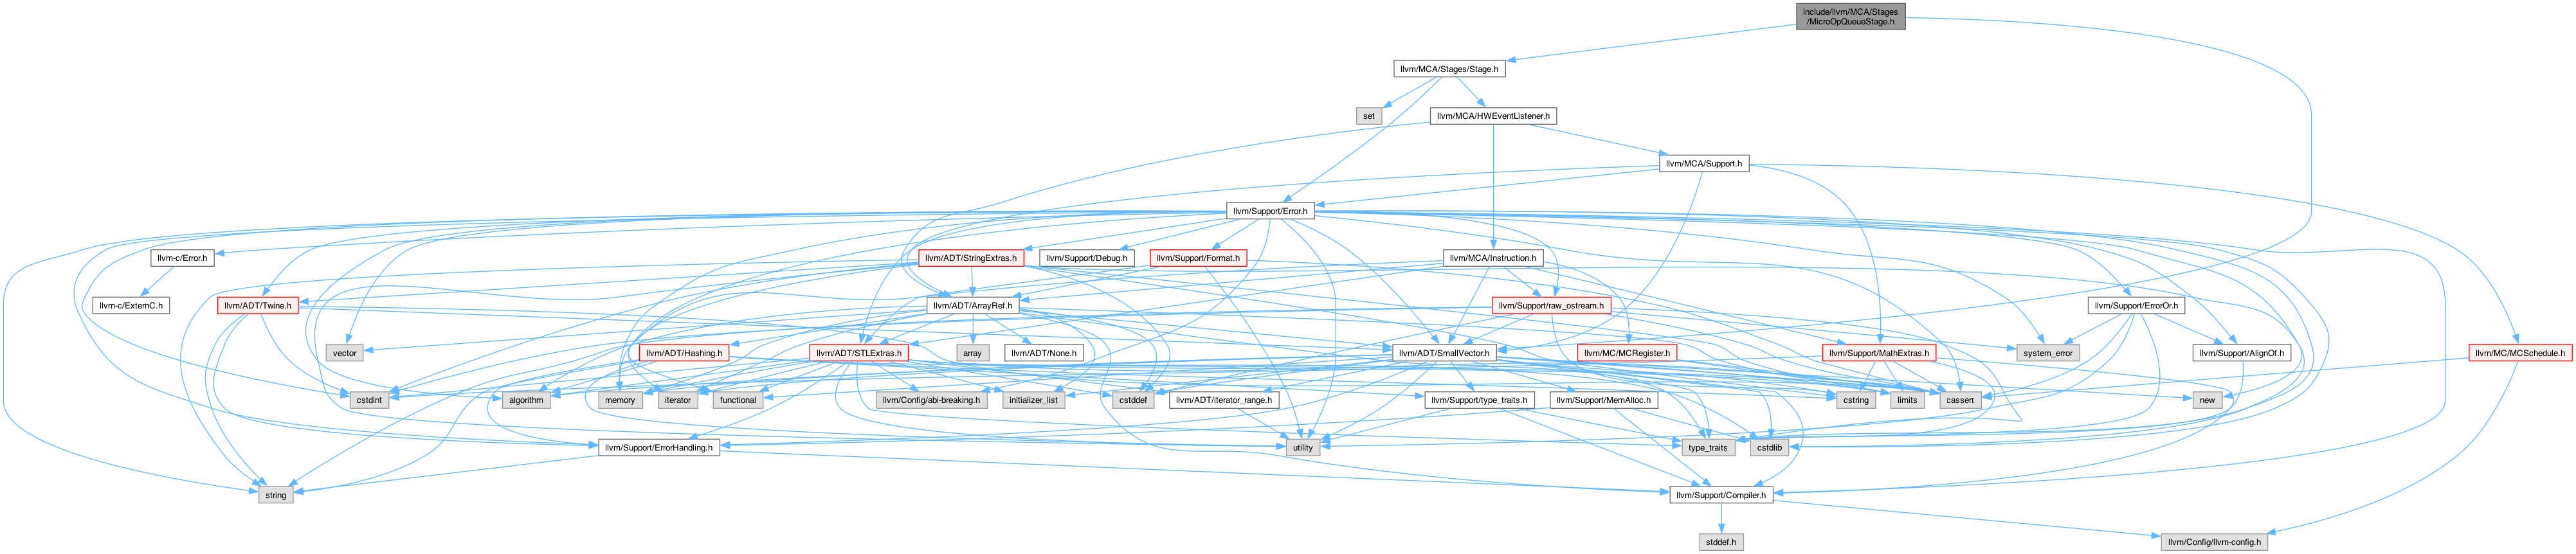 include/llvm/MCA/Stages
/MicroOpQueueStage.h
llvm/MCA/Stages/Stage.h
set
llvm/MCA/HWEventListener.h
llvm/MCA/Support.h
llvm/Support/Error.h
llvm-c/Error.h
llvm/ADT/StringExtras.h
llvm/Support/Debug.h
llvm/Support/Format.h
llvm/MCA/Instruction.h
llvm-c/ExternC.h
llvm/ADT/Twine.h
llvm/ADT/ArrayRef.h
llvm/Support/raw_ostream.h
llvm/Support/ErrorOr.h
vector
llvm/ADT/Hashing.h
llvm/ADT/STLExtras.h
array
llvm/ADT/None.h
llvm/ADT/SmallVector.h
llvm/MC/MCRegister.h
llvm/Support/MathExtras.h
system_error
llvm/Support/AlignOf.h
llvm/MC/MCSchedule.h
cstdint
algorithm
memory
iterator
functional
llvm/Config/abi-breaking.h
initializer_list
cstddef
llvm/ADT/iterator_range.h
llvm/Support/type_traits.h
llvm/Support/MemAlloc.h
cstring
limits
cassert
new
llvm/Support/ErrorHandling.h
utility
type_traits
cstdlib
string
llvm/Support/Compiler.h
stddef.h
llvm/Config/llvm-config.h